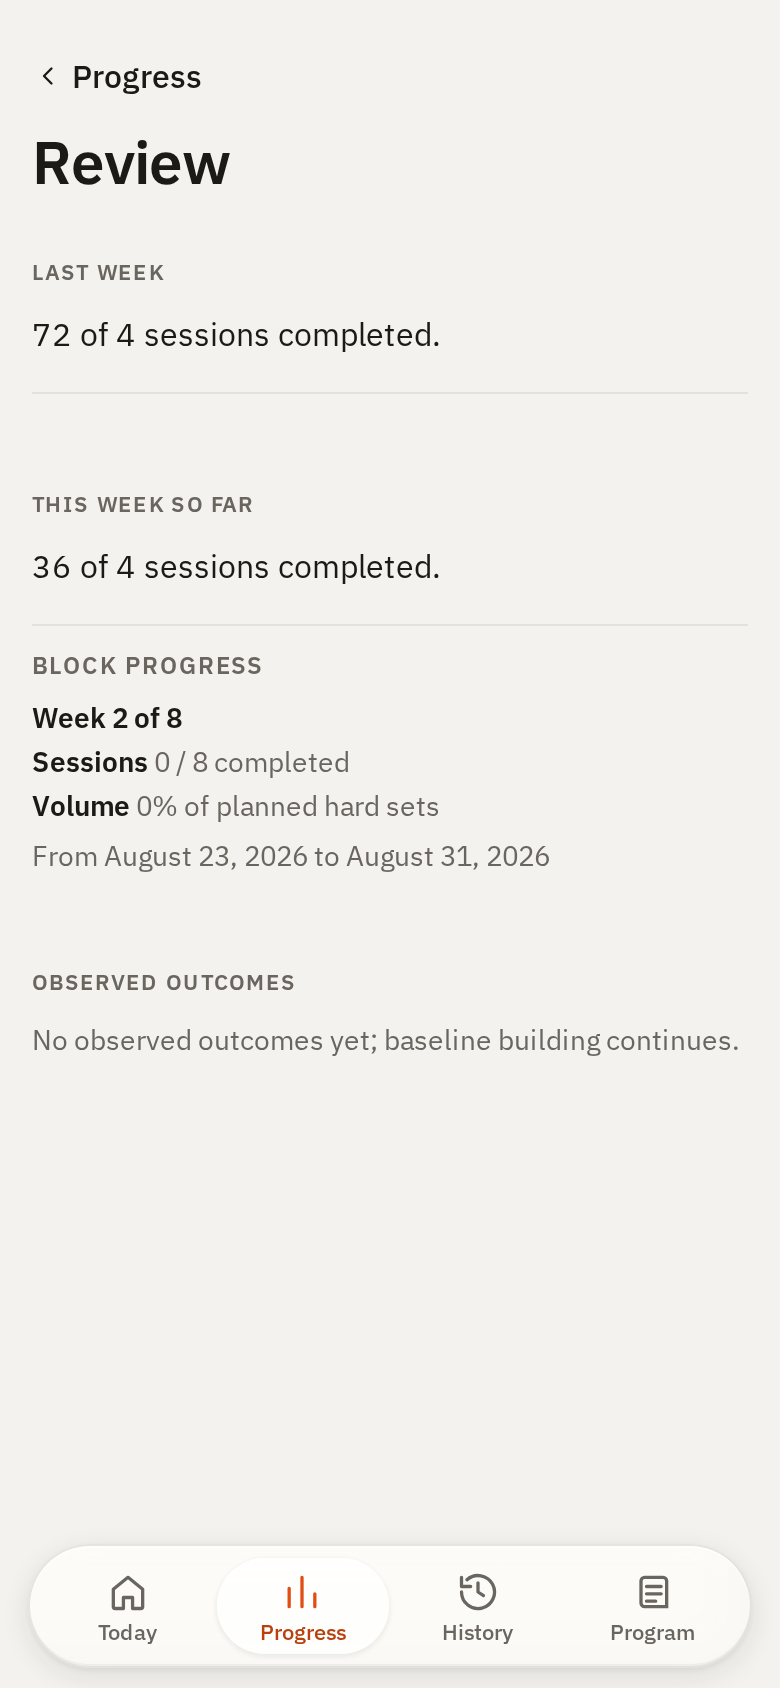 Progress
Review
LAST WEEK
72 of 4 sessions completed.
THIS WEEK SO FAR
36 of 4 sessions completed.
BLOCK PROGRESS
Week 2 of 8
Sessions 0 / 8 completed
Volume 0% of planned hard sets
From August 23, 2026 to August 31, 2026
OBSERVED OUTCOMES
No observed outcomes yet; baseline building continues.
Today
Progress
History
Program